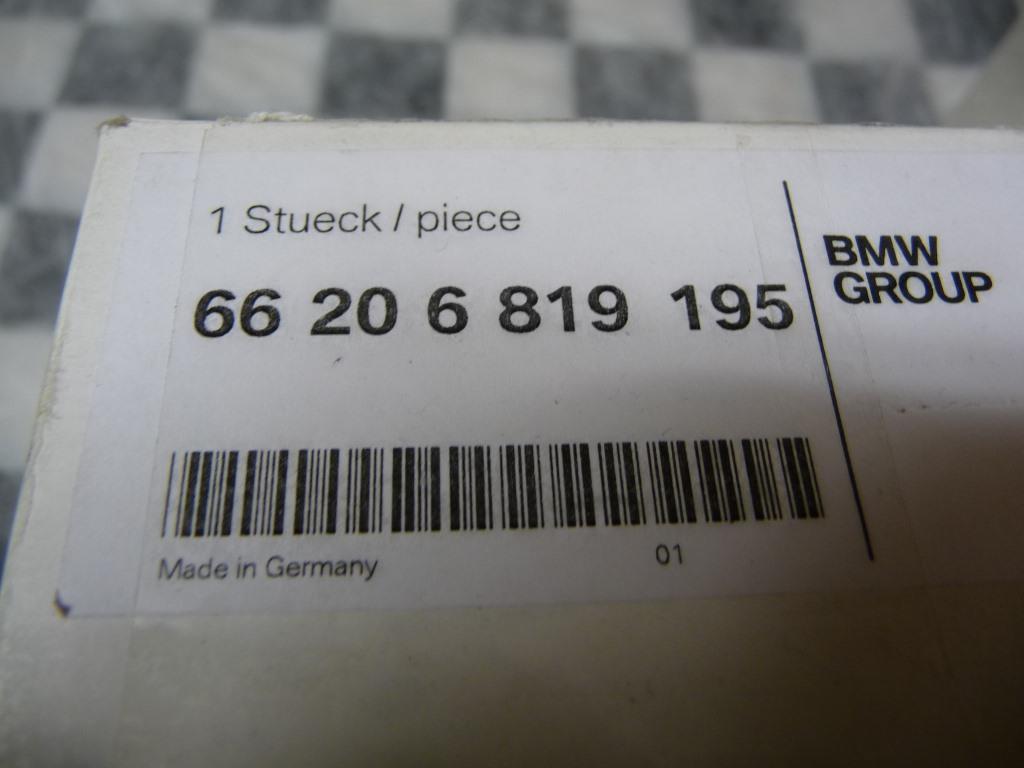 1 Stueck / piece
66 20 6 819 195
BMW
GROUP
Made in Germany
01